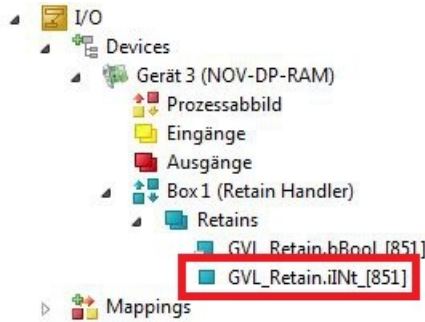 I/O
Devices
Gerät 3 (NOV-DP-RAM)
Prozessabbild
Eingänge
Ausgänge
Box 1 (Retain Handler)
Retains
GVL_Retain.bBool_[851]
GVL_Retain.iINt_[851]
Mappings